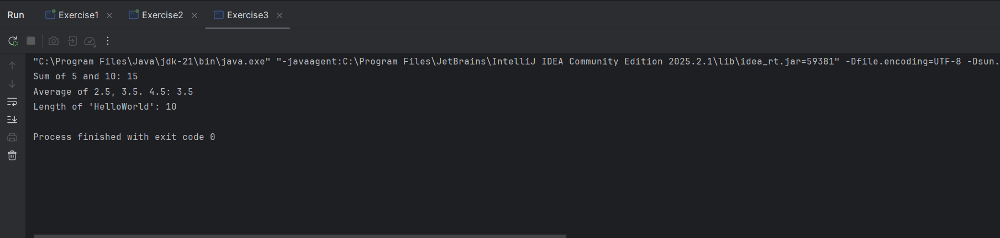 Run Exercise1 Exercise2 Exercise3
"C:\Program Files\Java\jdk-21\bin\java.exe" "-javaagent:C:\Program Files\JetBrains\IntelliJ IDEA Community Edition 2025.2.1\lib\idea_rt.jar=59381" -Dfile.encoding=UTF-8 -Dsun.
Sum of 5 and 10: 15
Average of 2.5, 3.5. 4.5: 3.5
Length of 'HelloWorld': 10
Process finished with exit code 0